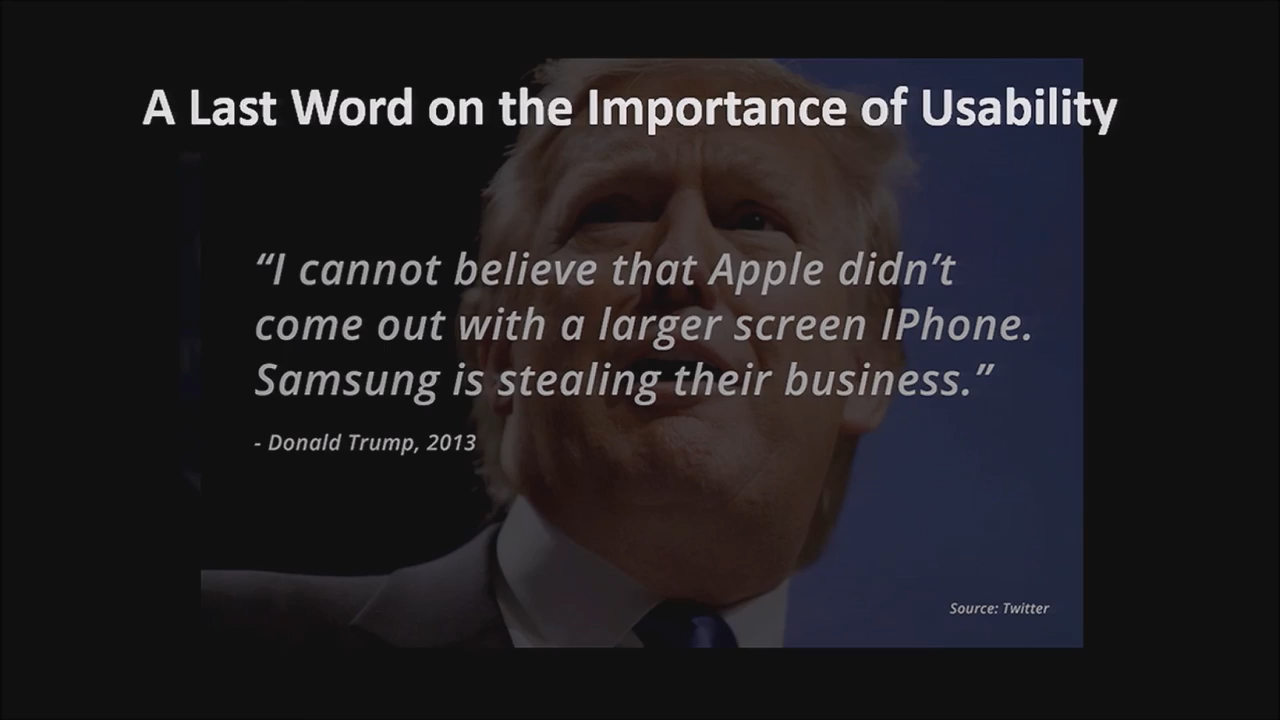 A Last Word on the Importance of Usability
“I cannot believe that Apple didn’t
come out with a larger screen IPhone.
Samsung is stealing their business.”
- Donald Trump, 2013
Source: Twitter